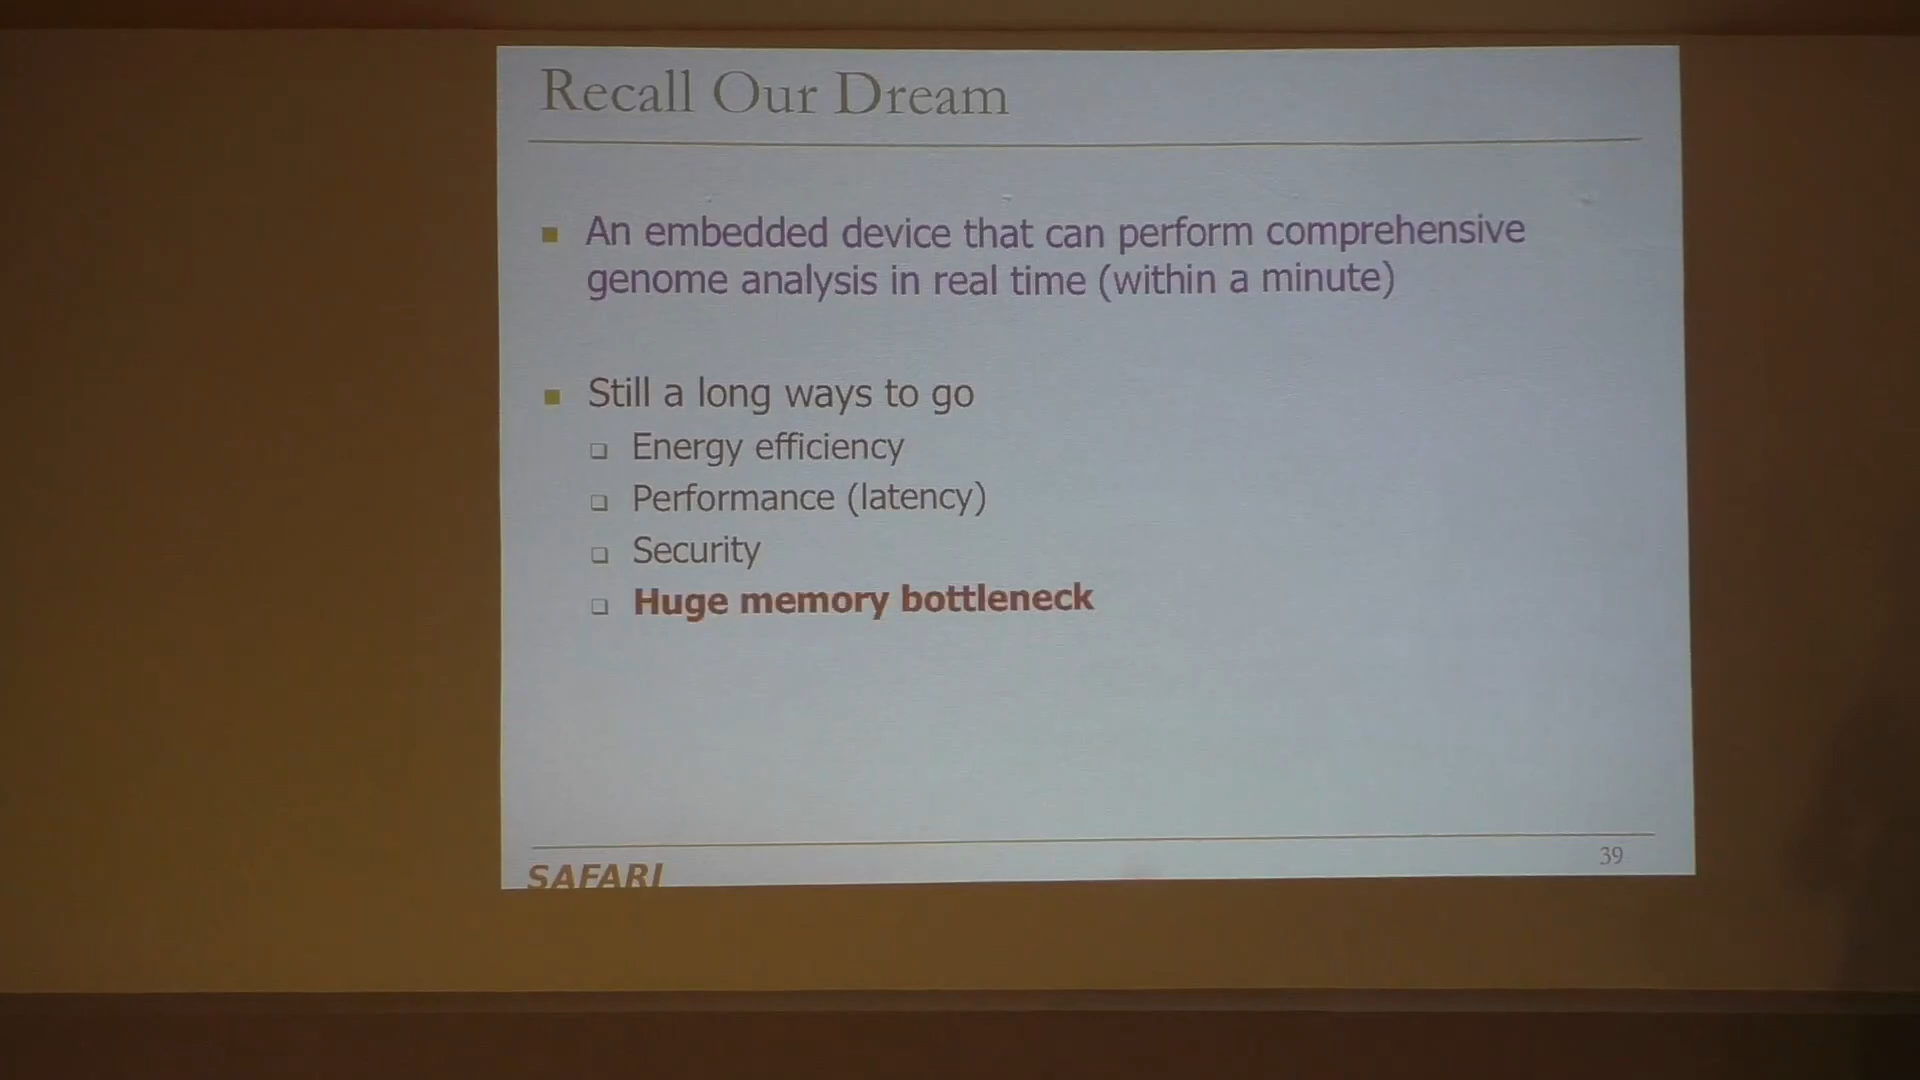 Recall Our Dream
An embedded device that can perform comprehensive
genome analysis in real time (within a minute)
Still a long ways to go
Energy efficiency
Performance (latency)
Security
Huge memory bottleneck
SAFARI
39